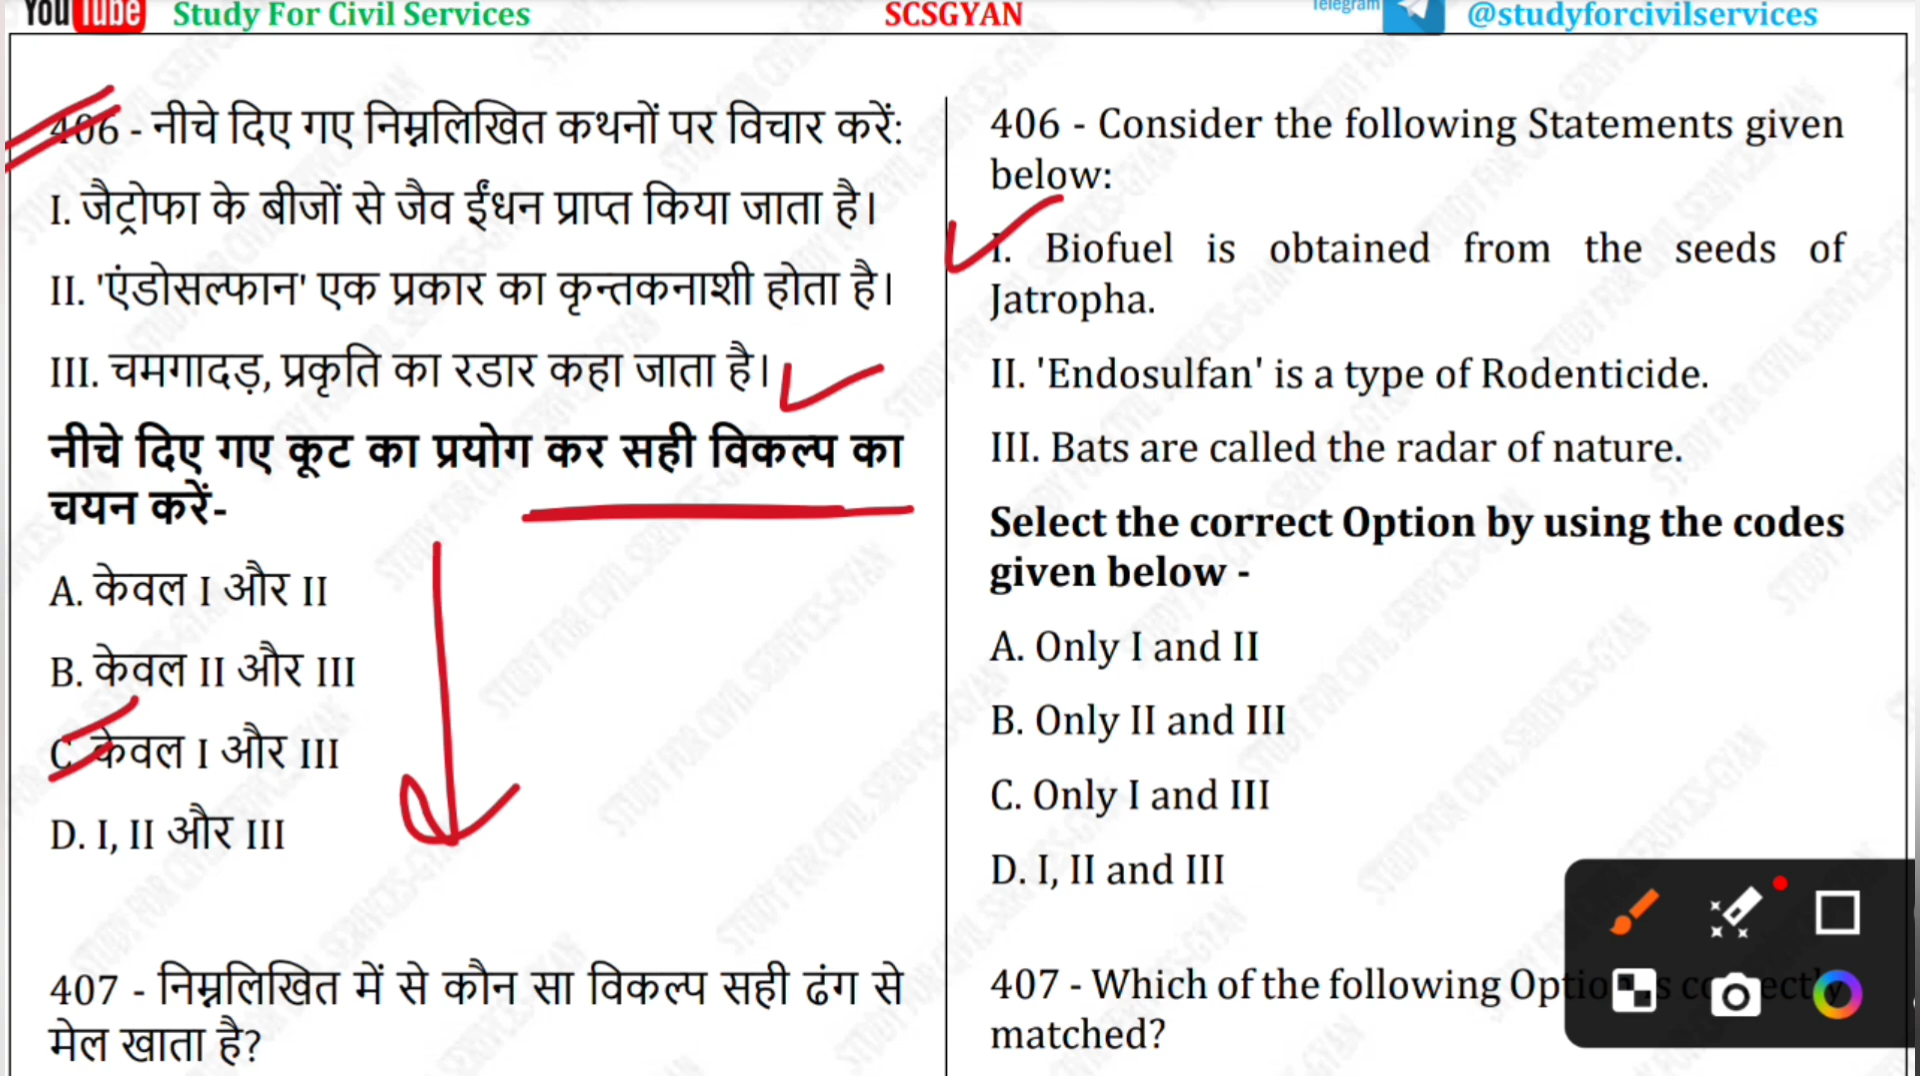 YouTube Study For Civil Services SCSGYAN Telegram @studyforcivilservices
406 - नीचे दिए गए निम्नलिखित कथनों पर विचार करें:
I. जैट्रोफा के बीजों से जैव ईंधन प्राप्त किया जाता है।
II. 'एंडोसल्फान' एक प्रकार का कृन्तकनाशी होता है।
III. चमगादड़, प्रकृति का रडार कहा जाता है।
नीचे दिए गए कूट का प्रयोग कर सही विकल्प का
चयन करें-
A. केवल I और II
B. केवल II और III
C. केवल I और III
D. I, II और III
407 - निम्नलिखित में से कौन सा विकल्प सही ढंग से
मेल खाता है?
406 - Consider the following Statements given
below:
I. Biofuel is obtained from the seeds of
Jatropha.
II. 'Endosulfan' is a type of Rodenticide.
III. Bats are called the radar of nature.
Select the correct Option by using the codes
given below -
A. Only I and II
B. Only II and III
C. Only I and III
D. I, II and III
407 - Which of the following
matched?